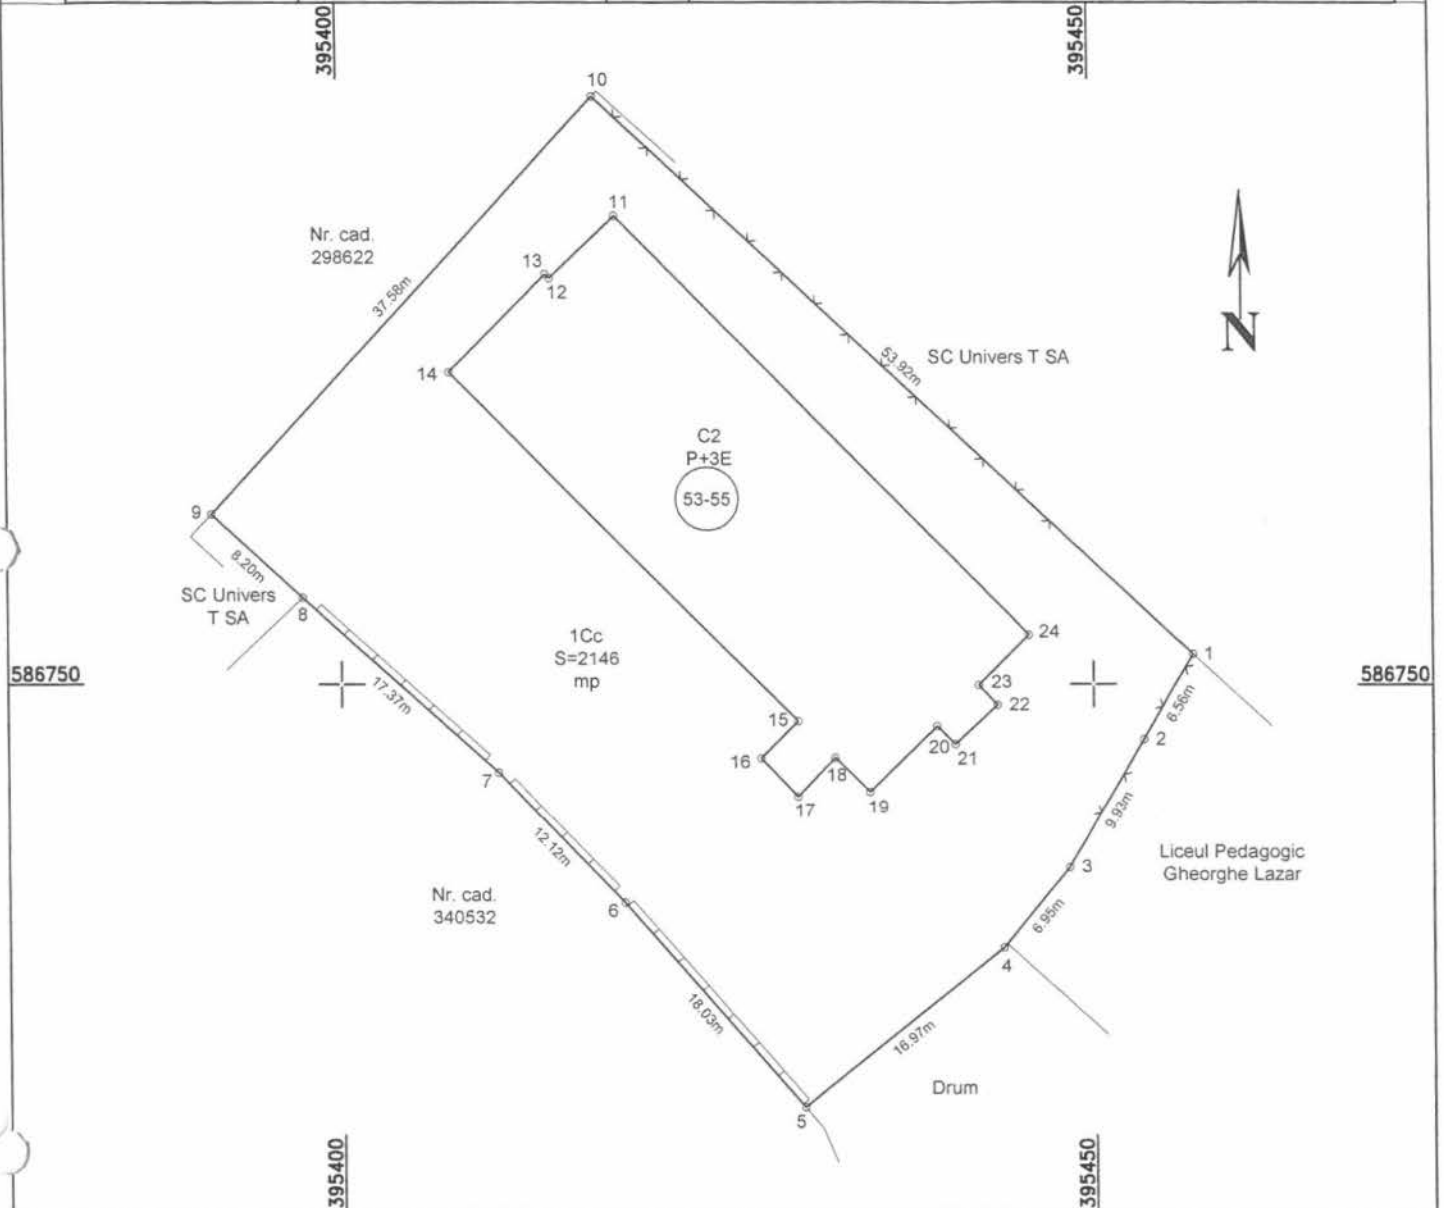 395400
395450
10
11
Nr. cad.
298622
13
12
37.58m
N
53.92m
SC Univers T SA
14
C2
P+3E
53-55
9
8.20m
SC Univers
T SA
8
1Cc
S=2146
mp
24
1
586750
586750
17.37m
23
22
6.56m
15
2
20
21
16
18
7
17
19
9.93m
12.12m
Liceul Pedagogic
Gheorghe Lazar
3
Nr. cad.
340532
6
6.95m
4
18.03m
16.97m
Drum
5
395400
395450